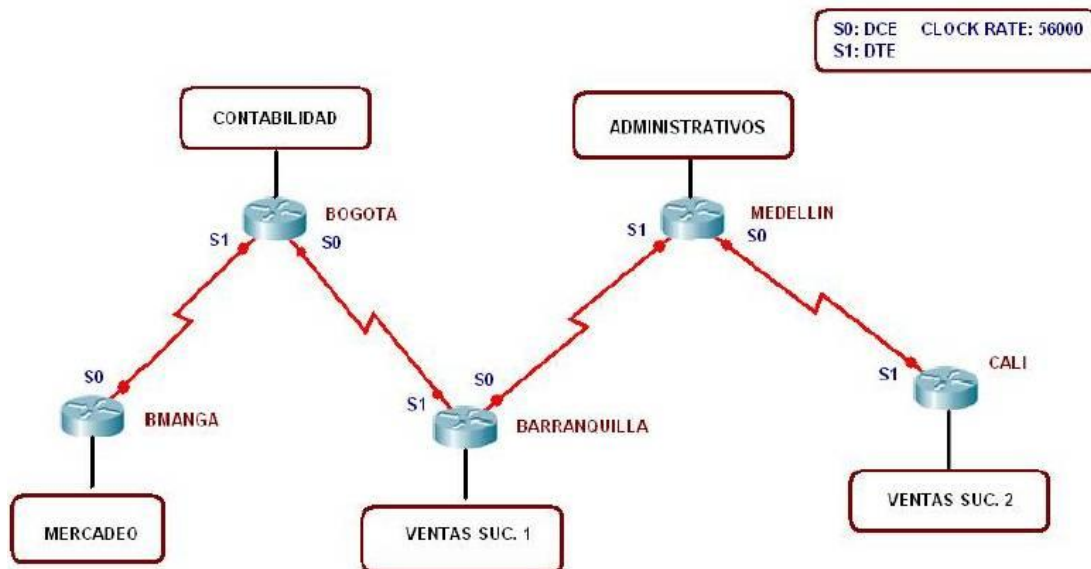 S0: DCE CLOCK RATE: 56000
S1: DTE
CONTABILIDAD
ADMINISTRATIVOS
BOGOTA
MEDELLIN
S1
S0
S1
S0
S0
BMANGA
S1
S0
BARRANQUILLA
S1
CALI
MERCADEO
VENTAS SUC. 1
VENTAS SUC. 2